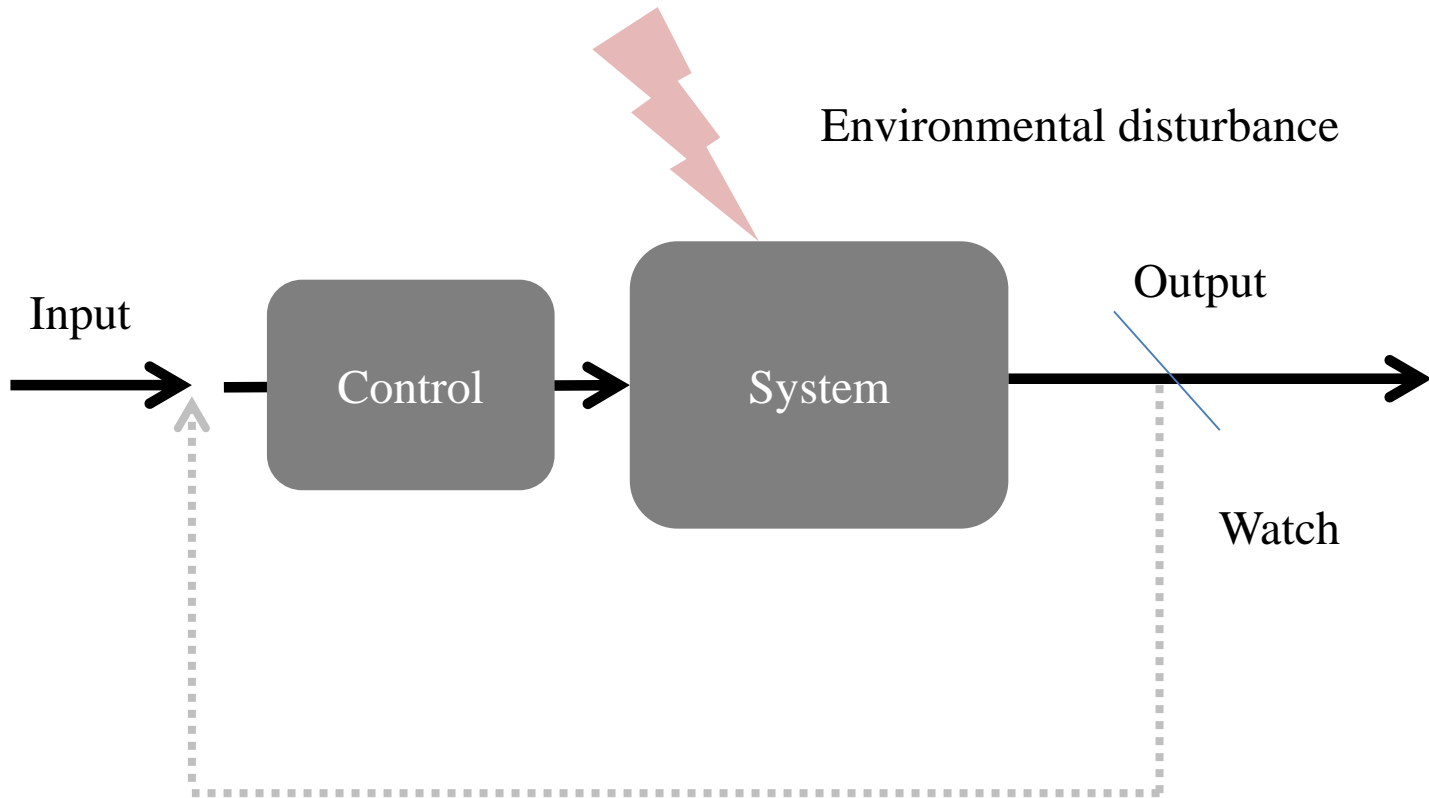 Environmental disturbance
Input
Control
System
Output
Watch